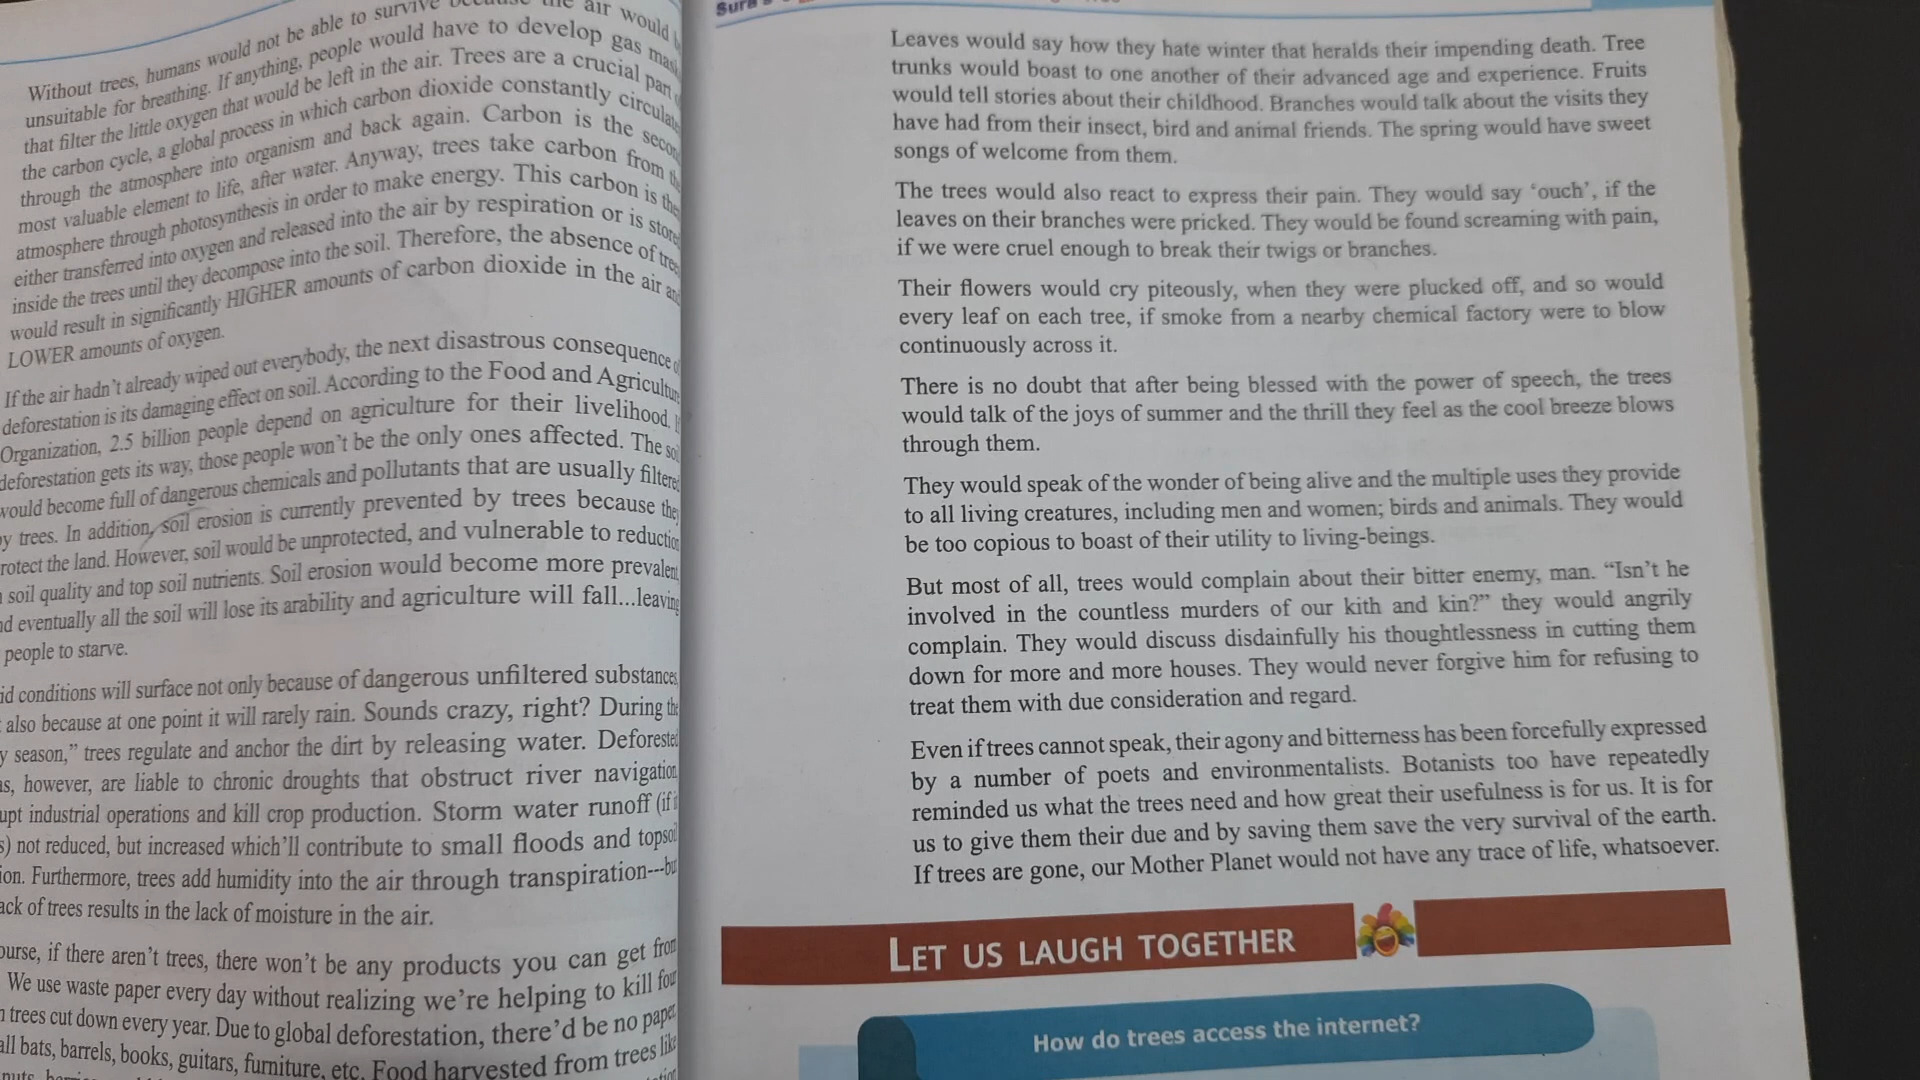 Without trees, humans would not be able to survive because the air would
unsuitable for breathing. If anything, people would have to develop gas
that filter the little oxygen that would be left in the air. Trees are a crucial part
the carbon cycle, a global process in which carbon dioxide constantly
through the atmosphere into organism and back again. Carbon is the
most valuable element to life, after water. Anyway, trees take carbon from
atmosphere through photosynthesis in order to make energy. This carbon is
either transferred into oxygen and released into the air by respiration or is
inside the trees until they decompose into the soil. Therefore, the absence of
would result in significantly HIGHER amounts of carbon dioxide in the air
LOWER amounts of oxygen.
If the air hadn't already wiped out everybody, the next disastrous consequence
deforestation is its damaging effect on soil. According to the Food and
Organization, 2.5 billion people depend on agriculture for their livelihood.
deforestation gets its way, those people won't be the only ones affected. The
would become full of dangerous chemicals and pollutants that are usually
trees. In addition, soil erosion is currently prevented by trees because
the land. However, soil would be unprotected, and vulnerable to
soil quality and top soil nutrients. Soil erosion would become more
eventually all the soil will lose its arability and agriculture will fall...leaving
people to starve.
conditions will surface not only because of dangerous unfiltered substances
also because at one point it will rarely rain. Sounds crazy, right? During
season,” trees regulate and anchor the dirt by releasing water.
however, are liable to chronic droughts that obstruct river navigation
industrial operations and kill crop production. Storm water runoff (if
not reduced, but increased which'll contribute to small floods and
Furthermore, trees add humidity into the air through transpiration---
of trees results in the lack of moisture in the air.
if there aren't trees, there won't be any products you can get
We use waste paper every day without realizing we're helping to kill
trees cut down every year. Due to global deforestation, there'd be no
bats, barrels, books, guitars, furniture, etc. Food harvested from trees
Leaves would say how they hate winter that heralds their impending death. Tree
trunks would boast to one another of their advanced age and experience. Fruits
would tell stories about their childhood. Branches would talk about the visits they
have had from their insect, bird and animal friends. The spring would have sweet
songs of welcome from them.
The trees would also react to express their pain. They would say ‘ouch’, if the
leaves on their branches were pricked. They would be found screaming with pain,
if we were cruel enough to break their twigs or branches.
Their flowers would cry piteously, when they were plucked off, and so would
every leaf on each tree, if smoke from a nearby chemical factory were to blow
continuously across it.
There is no doubt that after being blessed with the power of speech, the trees
would talk of the joys of summer and the thrill they feel as the cool breeze blows
through them.
They would speak of the wonder of being alive and the multiple uses they provide
to all living creatures, including men and women; birds and animals. They would
be too copious to boast of their utility to living-beings.
But most of all, trees would complain about their bitter enemy, man. “Isn't he
involved in the countless murders of our kith and kin?” they would angrily
complain. They would discuss disdainfully his thoughtlessness in cutting them
down for more and more houses. They would never forgive him for refusing to
treat them with due consideration and regard.
Even if trees cannot speak, their agony and bitterness has been forcefully expressed
by a number of poets and environmentalists. Botanists too have repeatedly
reminded us what the trees need and how great their usefulness is for us. It is for
us to give them their due and by saving them save the very survival of the earth.
If trees are gone, our Mother Planet would not have any trace of life, whatsoever.
LET US LAUGH TOGETHER
How do trees access the internet?